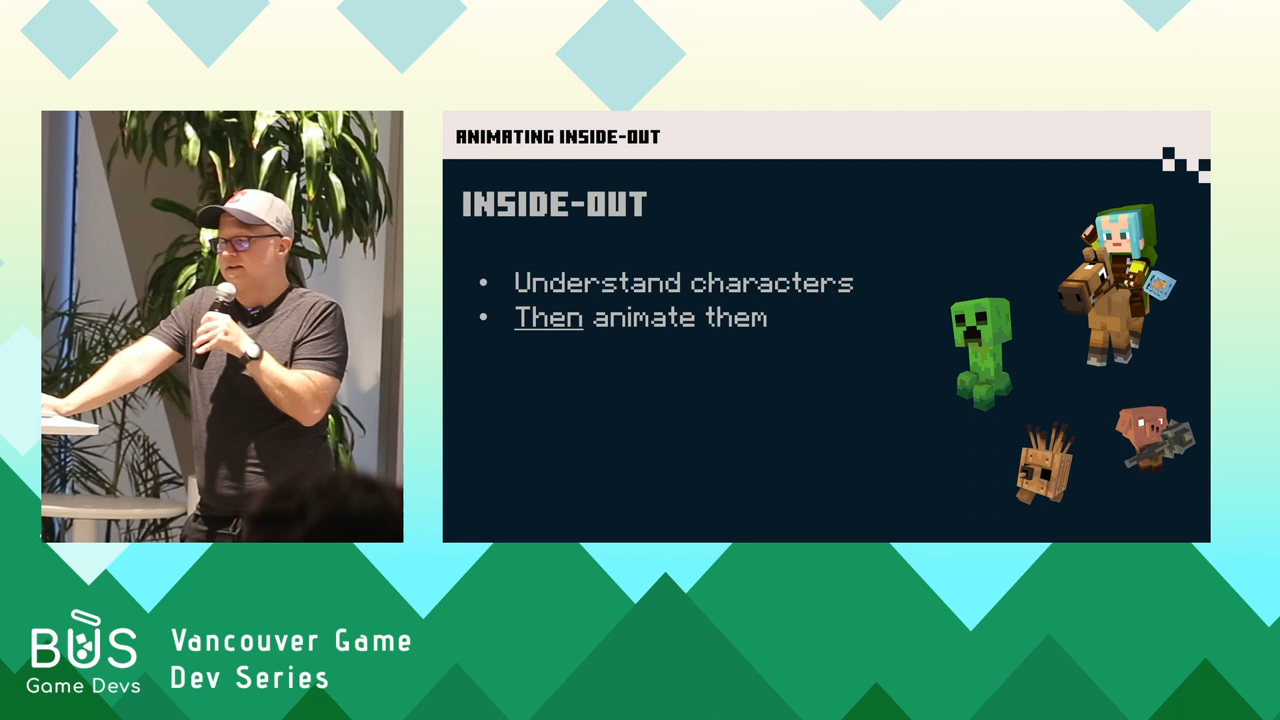 ANIMATING INSIDE-OUT
INSIDE-OUT
• Understand characters
• Then animate them
BUS
Game Devs
Vancouver Game
Dev Series